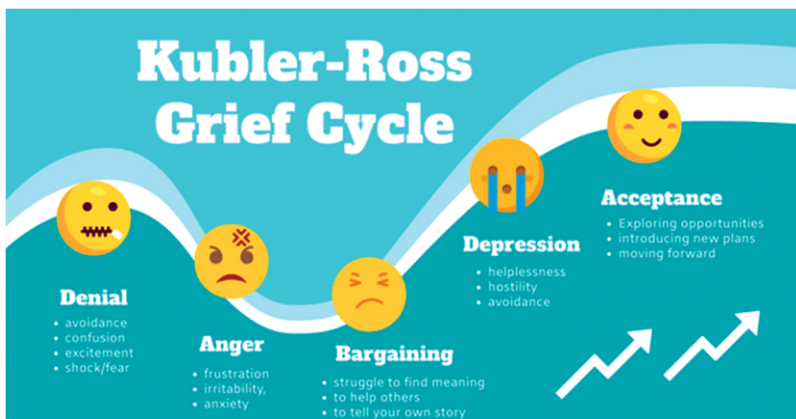 Kubler-Ross
Grief Cycle
Denial
• avoidance
• confusion
• excitement
• shock/fear
Anger
• frustration
• irritability,
• anxiety
Bargaining
• struggle to find meaning
• to help others
• to tell your own story
Depression
• helplessness
• hostility
• avoidance
Acceptance
• Exploring opportunities
• introducing new plans
• moving forward